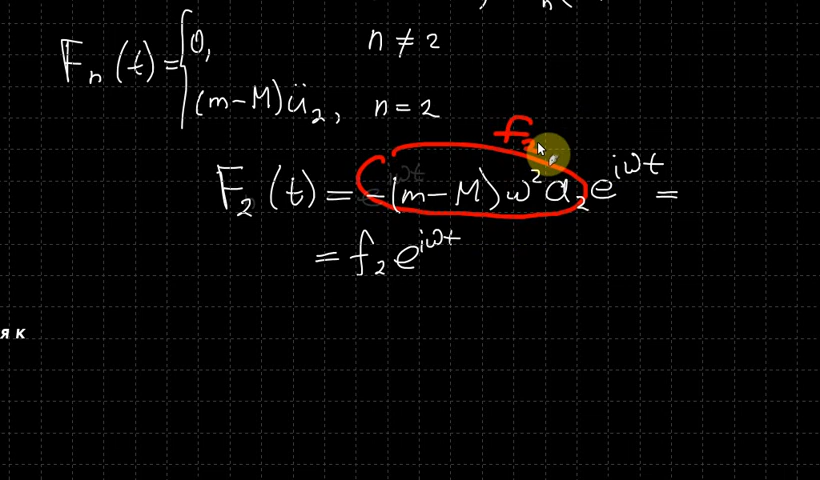 n ≠ 2
Fₙ(t) = { 0,
(m−M)ü₂, n = 2
f₂
F₂(t) = −(m−M)ω²a₂e^{iωt} =
= f₂e^{iωt}
я к